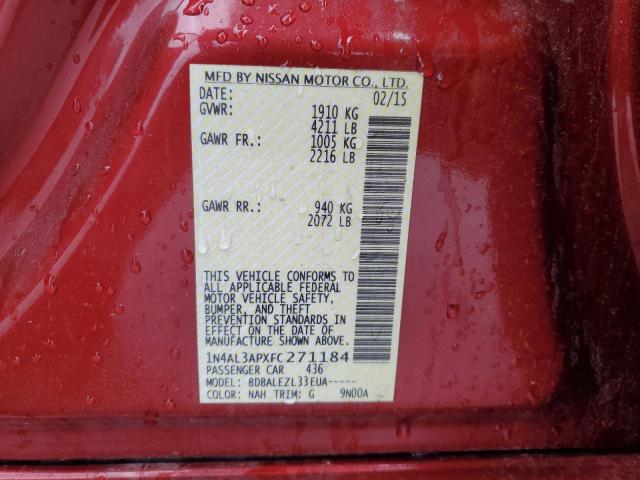 MFD BY NISSAN MOTOR CO., LTD.
DATE: 02/15
GVWR: 1910 KG
4211 LB
GAWR FR.: 1005 KG
2216 LB
GAWR RR.: 940 KG
2072 LB
THIS VEHICLE CONFORMS TO
ALL APPLICABLE FEDERAL
MOTOR VEHICLE SAFETY,
BUMPER, AND THEFT
PREVENTION STANDARDS IN
EFFECT ON THE DATE OF
MANUFACTURE SHOWN ABOVE.
1N4AL3APXFC271184
PASSENGER CAR 436
MODEL: BDBALEZL33EUA-----
COLOR: NAH TRIM: G 9N00A